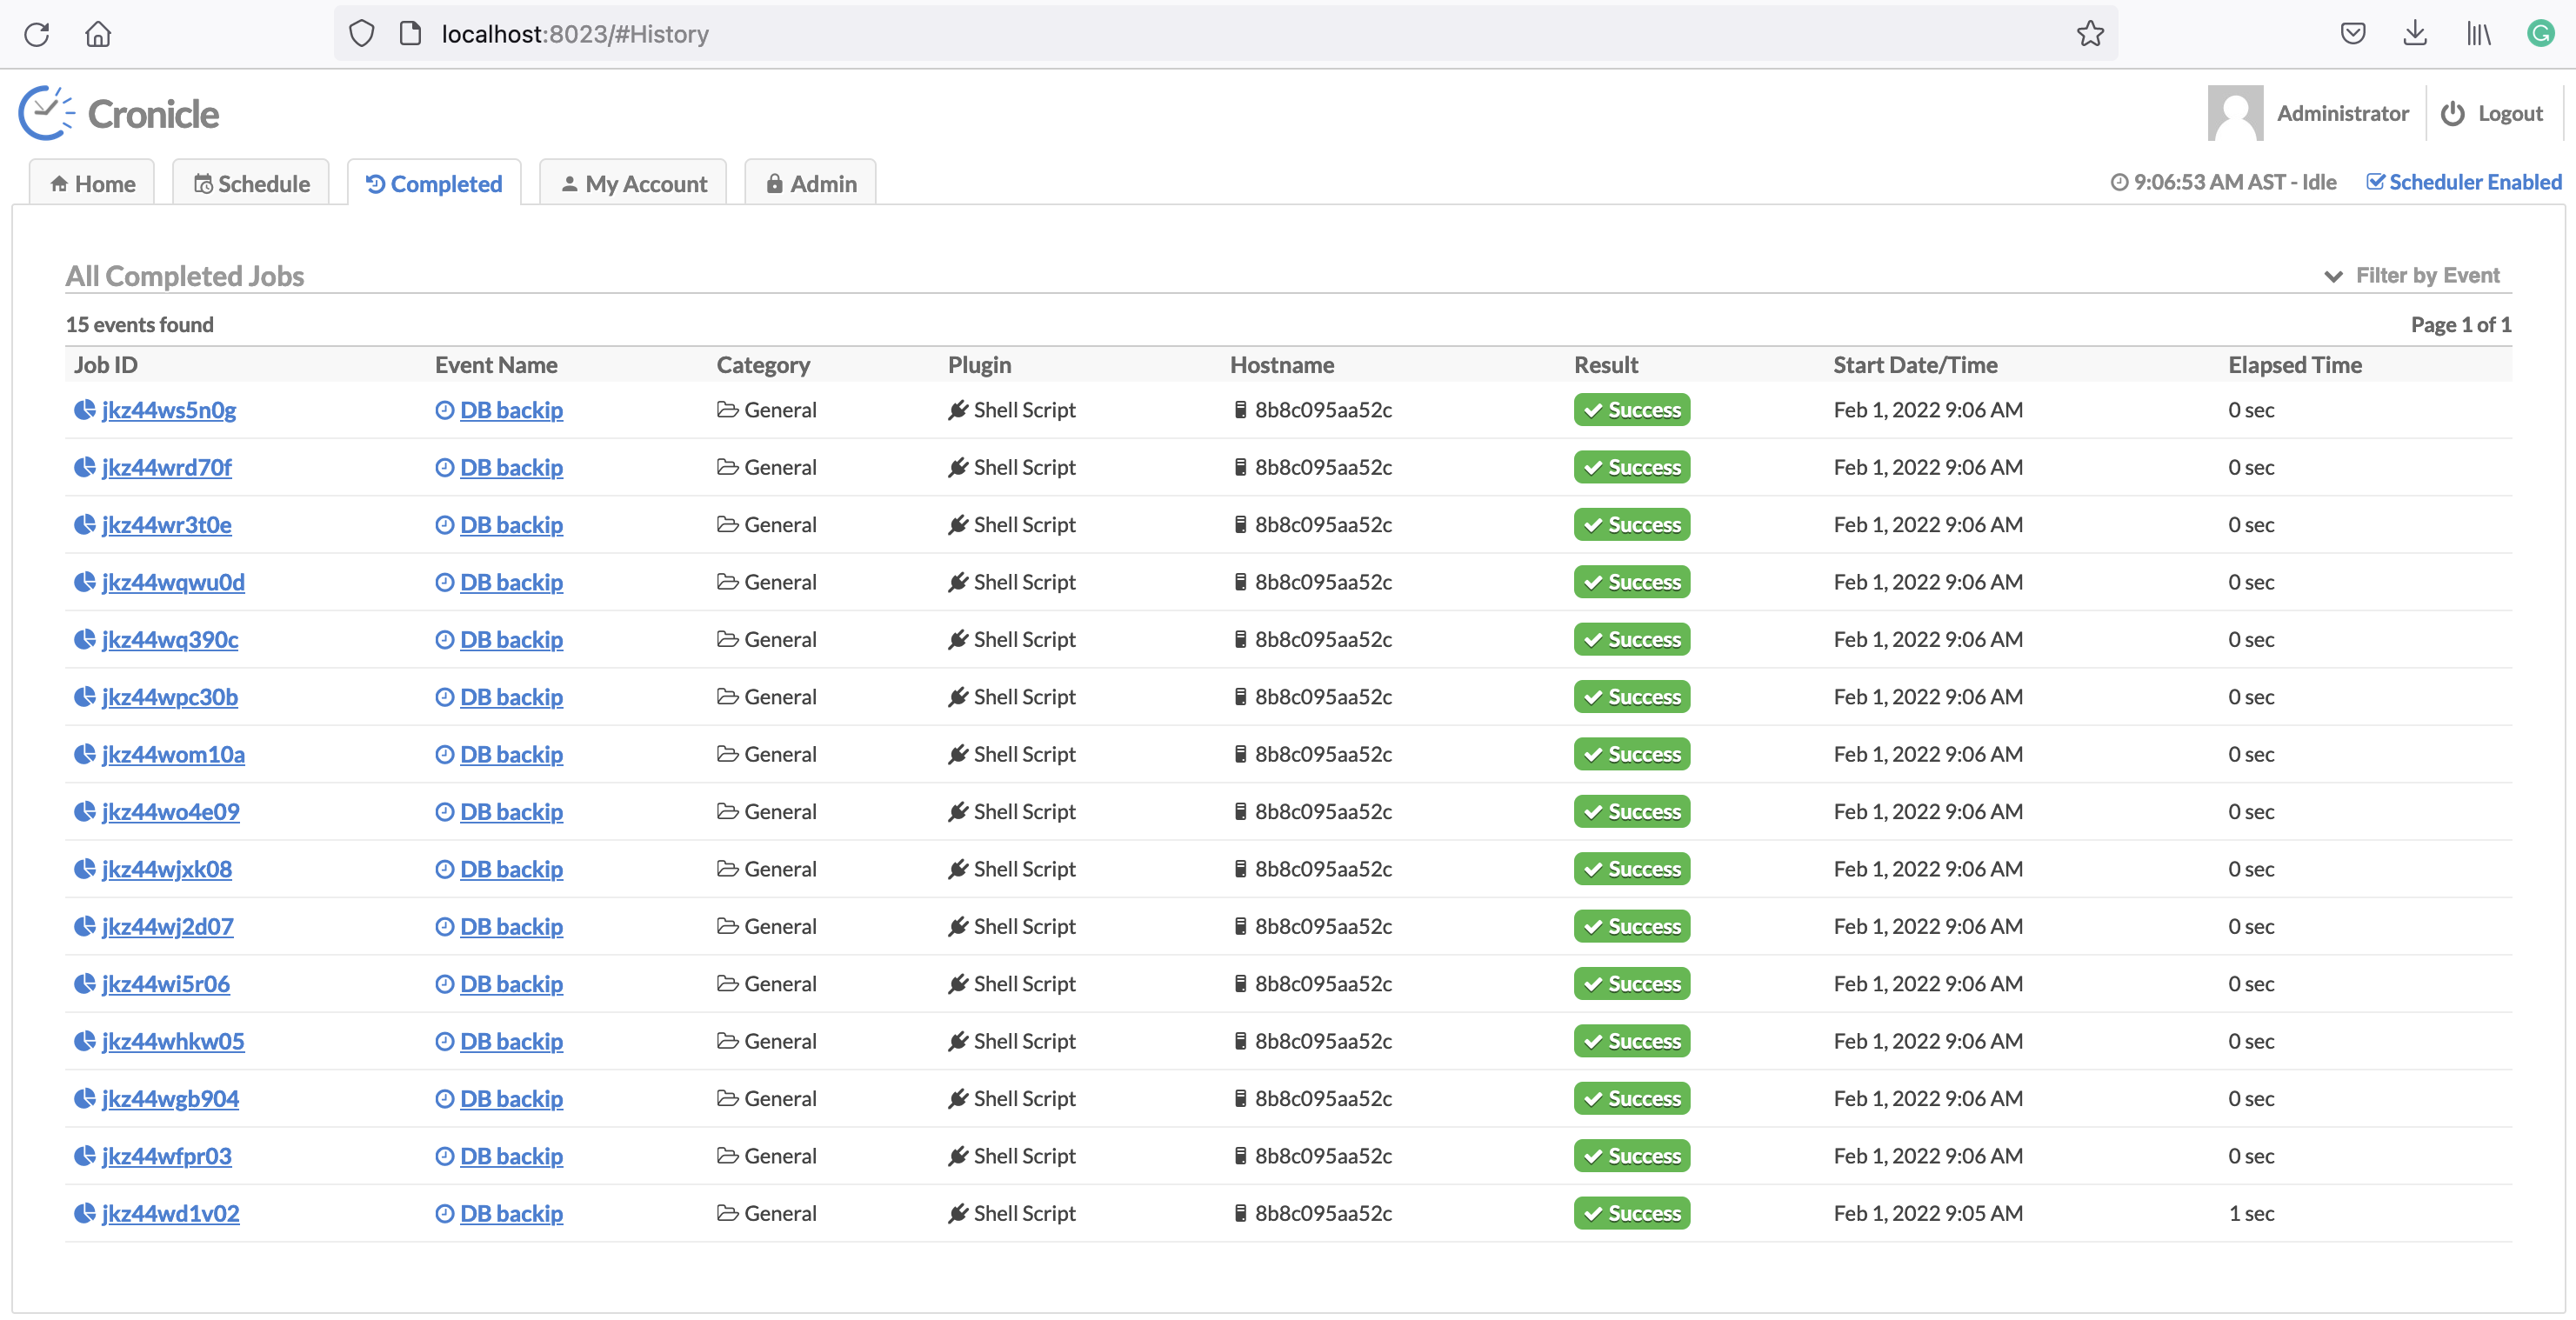 localhost:8023/#History
Cronicle
Administrator Logout
Home Schedule Completed My Account Admin 9:06:53 AM AST - Idle Scheduler Enabled
All Completed Jobs Filter by Event
15 events found Page 1 of 1
Job ID Event Name Category Plugin Hostname Result Start Date/Time Elapsed Time
jkz44ws5n0g DB backip General Shell Script 8b8c095aa52c Success Feb 1, 2022 9:06 AM 0 sec
jkz44wrd70f DB backip General Shell Script 8b8c095aa52c Success Feb 1, 2022 9:06 AM 0 sec
jkz44wr3t0e DB backip General Shell Script 8b8c095aa52c Success Feb 1, 2022 9:06 AM 0 sec
jkz44wqwu0d DB backip General Shell Script 8b8c095aa52c Success Feb 1, 2022 9:06 AM 0 sec
jkz44wq390c DB backip General Shell Script 8b8c095aa52c Success Feb 1, 2022 9:06 AM 0 sec
jkz44wpc30b DB backip General Shell Script 8b8c095aa52c Success Feb 1, 2022 9:06 AM 0 sec
jkz44wom10a DB backip General Shell Script 8b8c095aa52c Success Feb 1, 2022 9:06 AM 0 sec
jkz44wo4e09 DB backip General Shell Script 8b8c095aa52c Success Feb 1, 2022 9:06 AM 0 sec
jkz44wjxk08 DB backip General Shell Script 8b8c095aa52c Success Feb 1, 2022 9:06 AM 0 sec
jkz44wj2d07 DB backip General Shell Script 8b8c095aa52c Success Feb 1, 2022 9:06 AM 0 sec
jkz44wi5r06 DB backip General Shell Script 8b8c095aa52c Success Feb 1, 2022 9:06 AM 0 sec
jkz44whkw05 DB backip General Shell Script 8b8c095aa52c Success Feb 1, 2022 9:06 AM 0 sec
jkz44wgb904 DB backip General Shell Script 8b8c095aa52c Success Feb 1, 2022 9:06 AM 0 sec
jkz44wfpr03 DB backip General Shell Script 8b8c095aa52c Success Feb 1, 2022 9:06 AM 0 sec
jkz44wd1v02 DB backip General Shell Script 8b8c095aa52c Success Feb 1, 2022 9:05 AM 1 sec